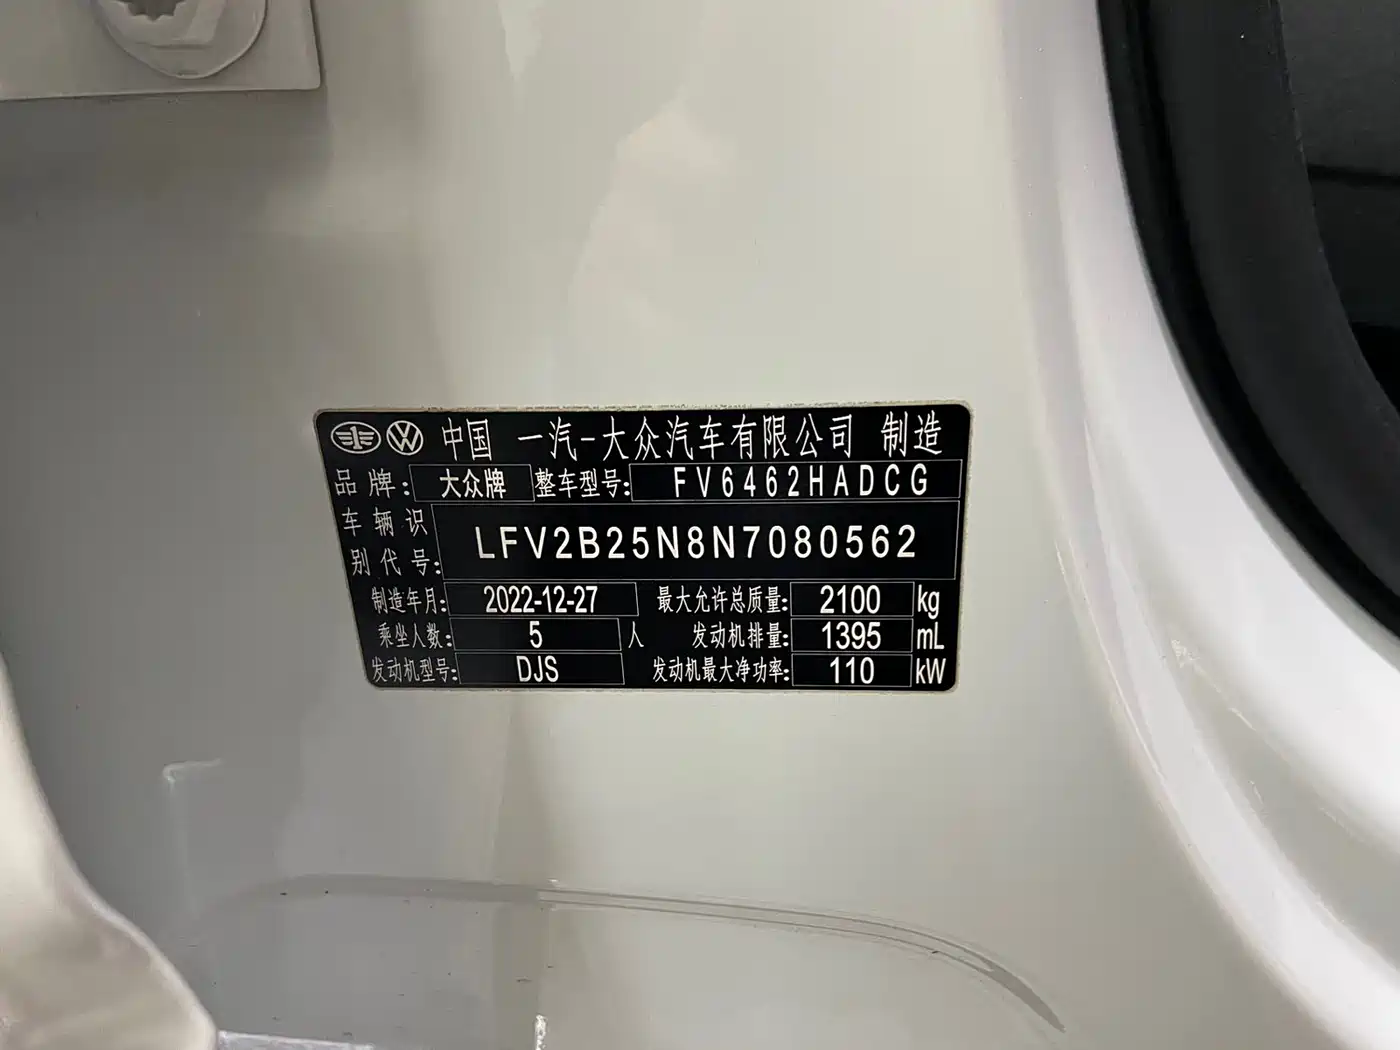 中国 一汽-大众汽车有限公司 制造
品牌: 大众牌 整车型号: FV6462HADCG
车辆识
别代号: LFV2B25N8N7080562
制造年月: 2022-12-27 最大允许总质量: 2100 kg
乘坐人数: 5 人 发动机排量: 1395 mL
发动机型号: DJS 发动机最大净功率: 110 kW